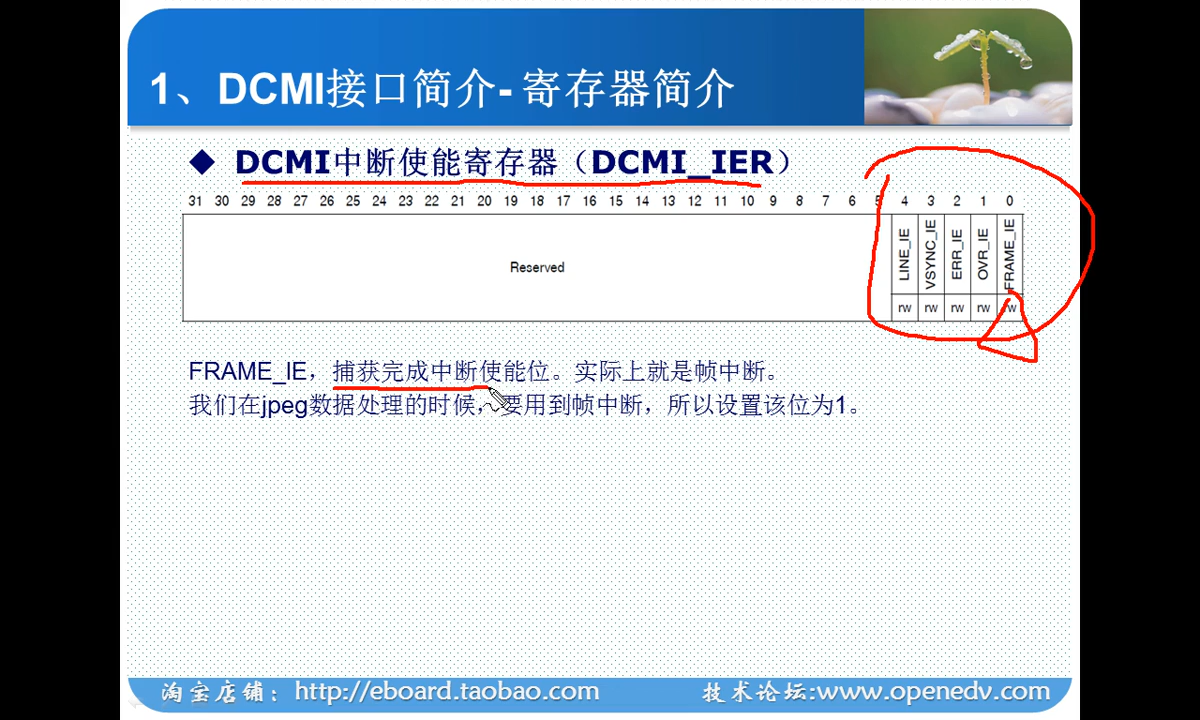 1、DCMI接口简介- 寄存器简介
◆ DCMI中断使能寄存器（DCMI_IER）
31 30 29 28 27 26 25 24 23 22 21 20 19 18 17 16 15 14 13 12 11 10 9 8 7 6 5 4 3 2 1 0
Reserved LINE_IE VSYNC_IE ERR_IE OVR_IE FRAME_IE
rw rw rw rw rw
FRAME_IE，捕获完成中断使能位。实际上就是帧中断。
我们在jpeg数据处理的时候，要用到帧中断，所以设置该位为1。
淘宝店铺：http://eboard.taobao.com 技术论坛:www.openedv.com